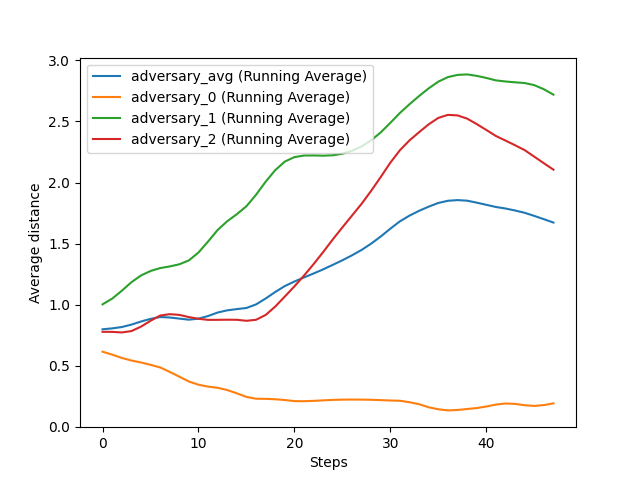 3.0
2.5
2.0
1.5
1.0
0.5
0.0
Average distance
adversary_avg (Running Average)
adversary_0 (Running Average)
adversary_1 (Running Average)
adversary_2 (Running Average)
0
10
20
30
40
Steps